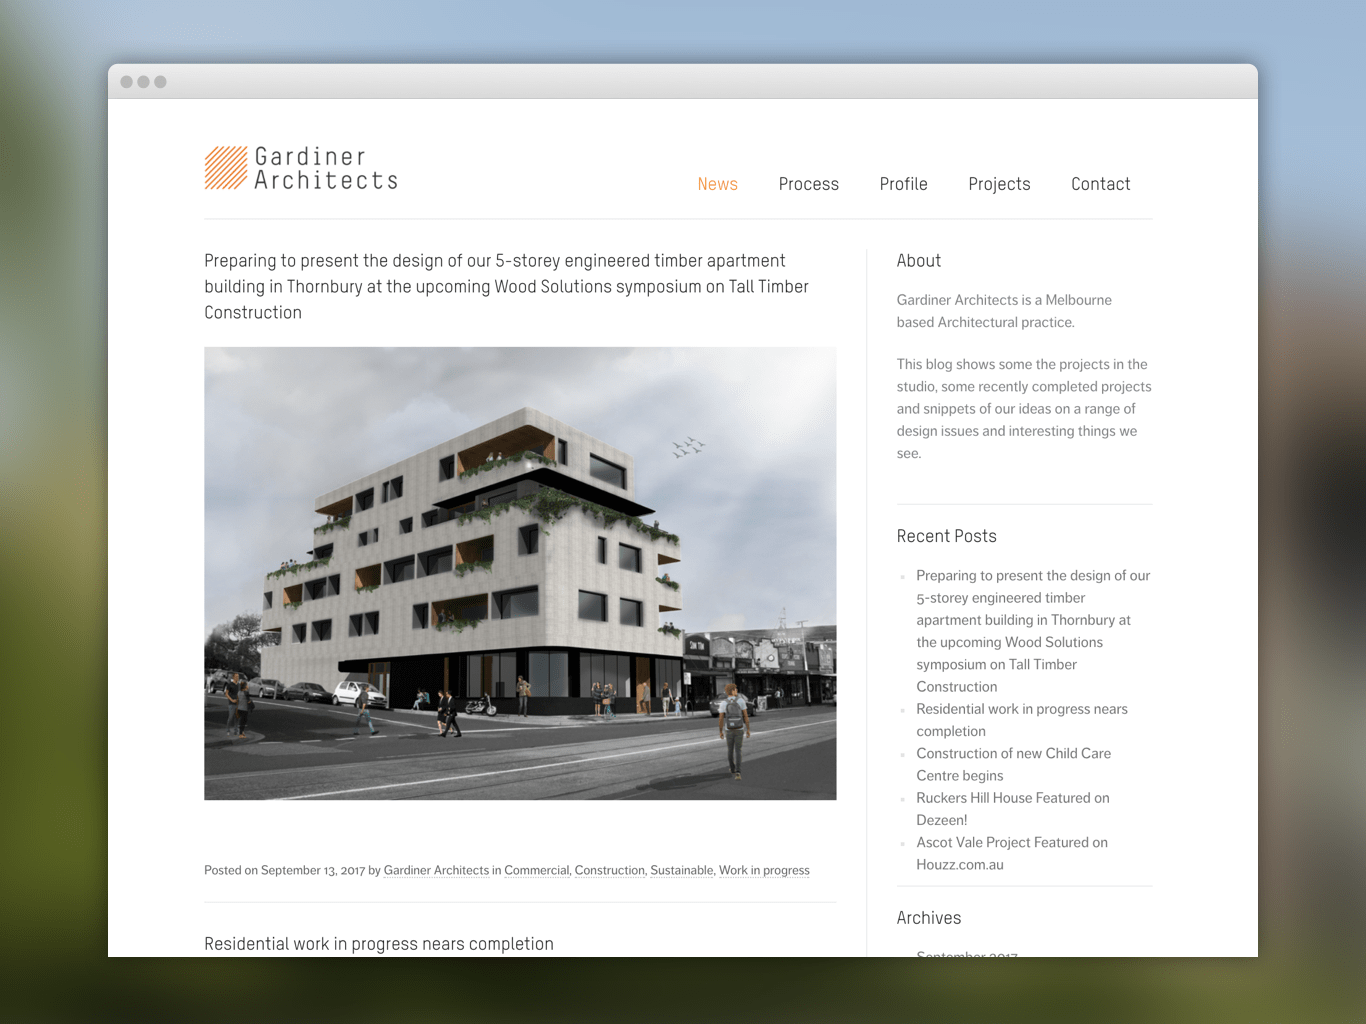 Gardiner
Architects
News
Process
Profile
Projects
Contact
Preparing to present the design of our 5-storey engineered timber apartment
building in Thornbury at the upcoming Wood Solutions symposium on Tall Timber
Construction
Posted on September 13, 2017 by Gardiner Architects in Commercial, Construction, Sustainable, Work in progress
Residential work in progress nears completion
About
Gardiner Architects is a Melbourne
based Architectural practice.
This blog shows some the projects in the
studio, some recently completed projects
and snippets of our ideas on a range of
design issues and interesting things we
see.
Recent Posts
Preparing to present the design of our
5-storey engineered timber
apartment building in Thornbury at
the upcoming Wood Solutions
symposium on Tall Timber
Construction
Residential work in progress nears
completion
Construction of new Child Care
Centre begins
Ruckers Hill House Featured on
Dezeen!
Ascot Vale Project Featured on
Houzz.com.au
Archives
September 2017